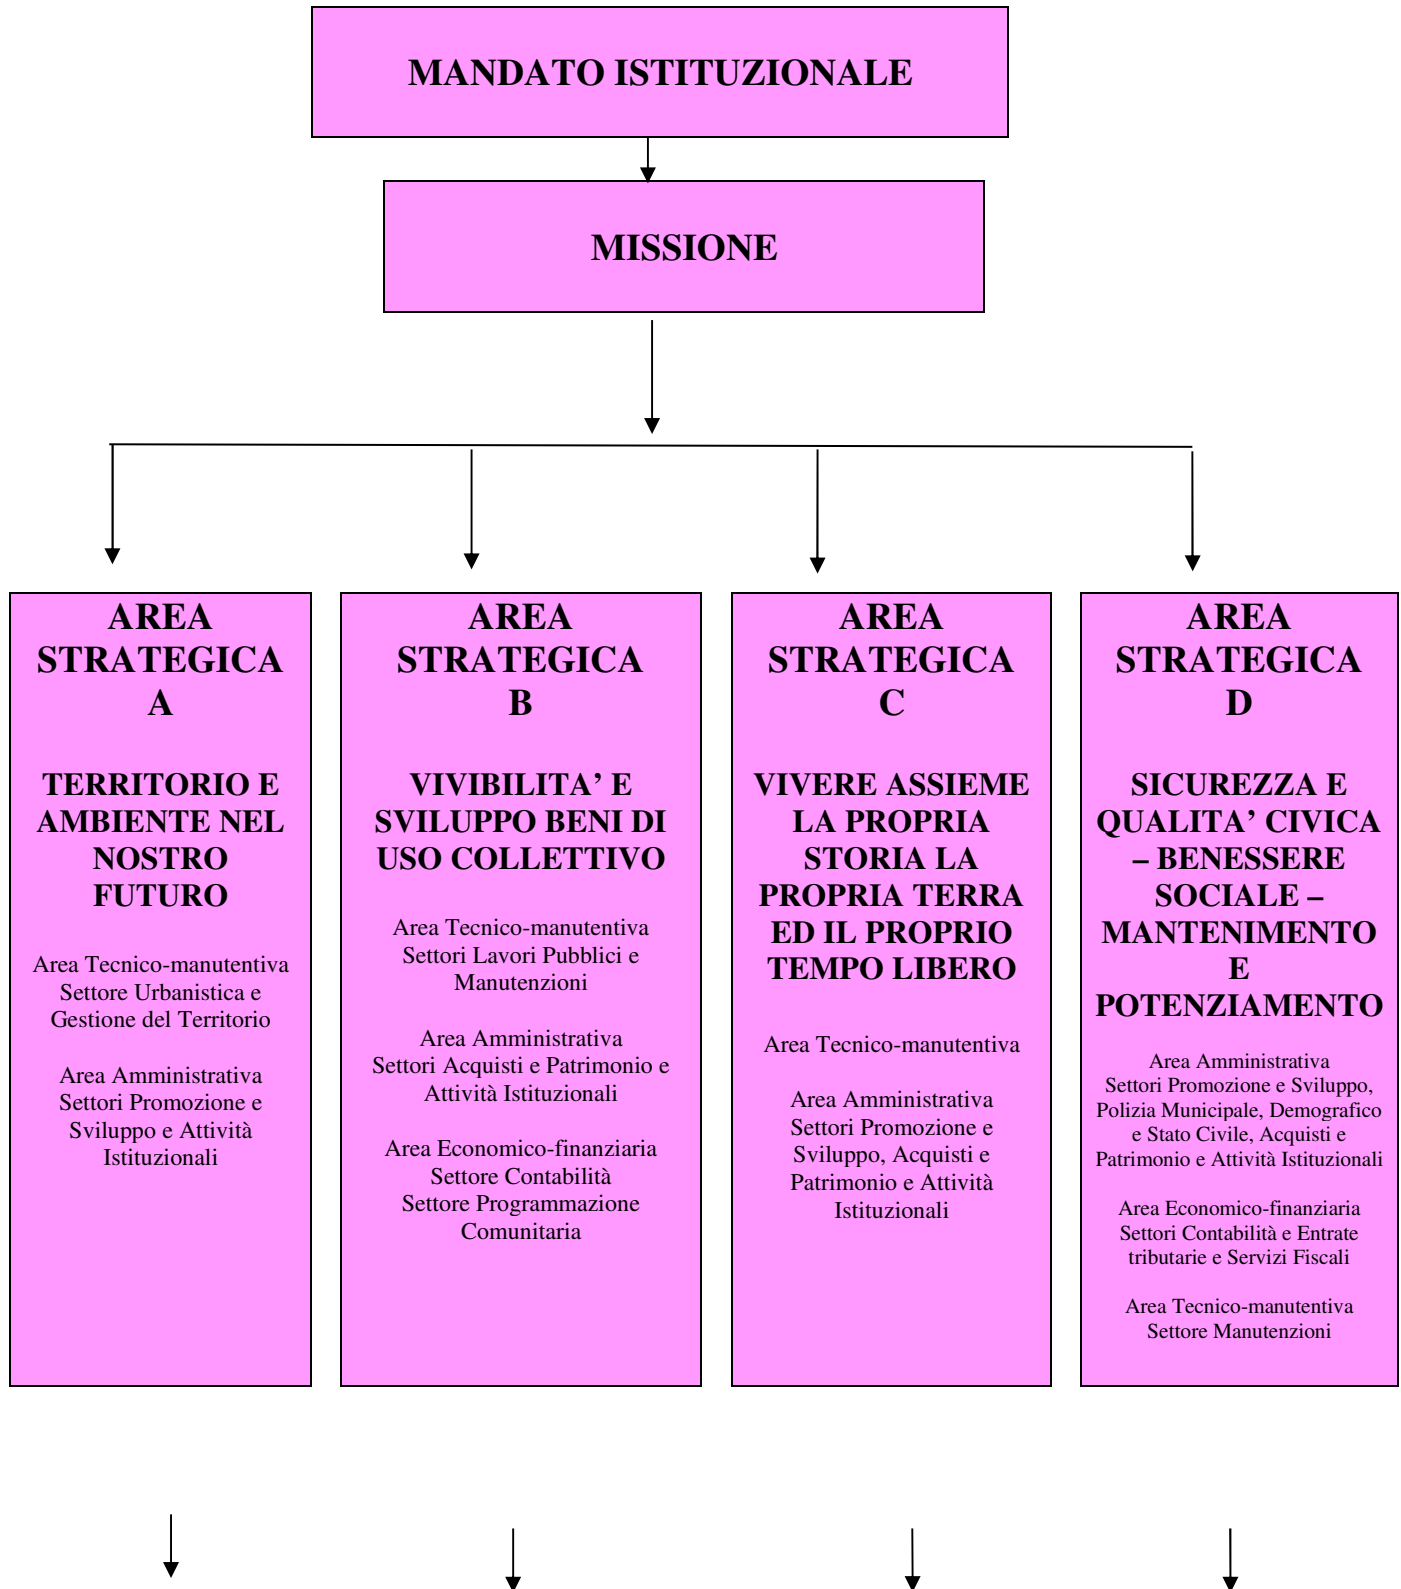 MANDATO ISTITUZIONALE
MISSIONE
AREA
STRATEGICA
A
TERRITORIO E
AMBIENTE NEL
NOSTRO
FUTURO
Area Tecnico-manutentiva
Settore Urbanistica e
Gestione del Territorio
Area Amministrativa
Settori Promozione e
Sviluppo e Attività
Istituzionali
AREA
STRATEGICA
B
VIVIBILITA’ E
SVILUPPO BENI DI
USO COLLETTIVO
Area Tecnico-manutentiva
Settori Lavori Pubblici e
Manutenzioni
Area Amministrativa
Settori Acquisti e Patrimonio e
Attività Istituzionali
Area Economico-finanziaria
Settore Contabilità
Settore Programmazione
Comunitaria
AREA
STRATEGICA
C
VIVERE ASSIEME
LA PROPRIA
STORIA LA
PROPRIA TERRA
ED IL PROPRIO
TEMPO LIBERO
Area Tecnico-manutentiva
Area Amministrativa
Settori Promozione e
Sviluppo, Acquisti e
Patrimonio e Attività
Istituzionali
AREA
STRATEGICA
D
SICUREZZA E
QUALITA’ CIVICA
– BENESSERE
SOCIALE –
MANTENIMENTO
E
POTENZIAMENTO
Area Amministrativa
Settori Promozione e Sviluppo,
Polizia Municipale, Demografico
e Stato Civile, Acquisti e
Patrimonio e Attività Istituzionali
Area Economico-finanziaria
Settori Contabilità e Entrate
tributarie e Servizi Fiscali
Area Tecnico-manutentiva
Settore Manutenzioni